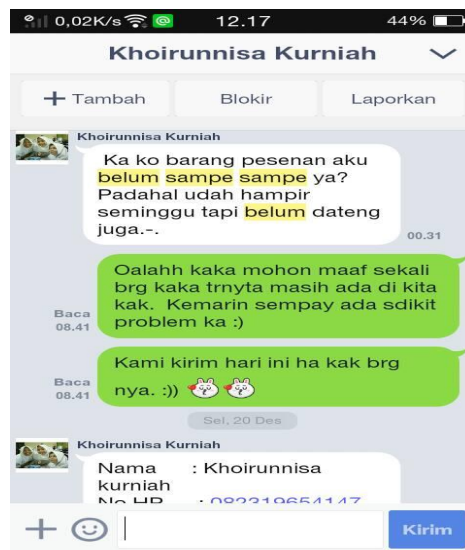 0,02K/s 12.17 44%
Khoirunnisa Kurniah
+ Tambah Blokir Laporkan
Khoirunnisa Kurniah
Ka ko barang pesenan aku
belum sampe sampe ya?
Padahal udah hampir
seminggu tapi belum dateng
juga.-.
00.31
Oalahh kaka mohon maaf sekali
brg kaka trnyta masih ada di kita
kak. Kemarin sempay ada sdikit
problem ka :)
Baca
08.41
Kami kirim hari ini ha kak brg
nya. :))
Baca
08.41
Sel, 20 Des
Khoirunnisa Kurniah
Nama : Khoirunnisa
kurniah
No HP : 082319654147
Kirim